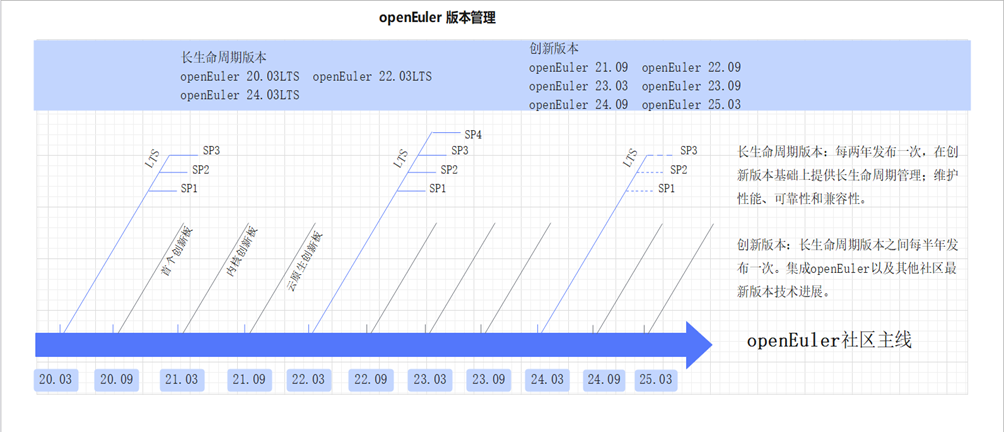 openEuler 版本管理
长生命周期版本
openEuler 20.03LTS openEuler 22.03LTS
openEuler 24.03LTS
创新版本
openEuler 21.09 openEuler 22.09
openEuler 23.03 openEuler 23.09
openEuler 24.09 openEuler 25.03
LTS
SP3
SP2
SP1
首个创新板
内核创新板
云原生创新板
LTS
SP4
SP3
SP2
SP1
LTS
SP3
SP2
SP1
长生命周期版本：每两年发布一次，在创
新版本基础上提供长生命周期管理；维护
性能、可靠性和兼容性。
创新版本：长生命周期版本之间每半年发
布一次。集成openEuler以及其他社区最
新版本技术进展。
openEuler社区主线
20.03
20.09
21.03
21.09
22.03
22.09
23.03
23.09
24.03
24.09
25.03